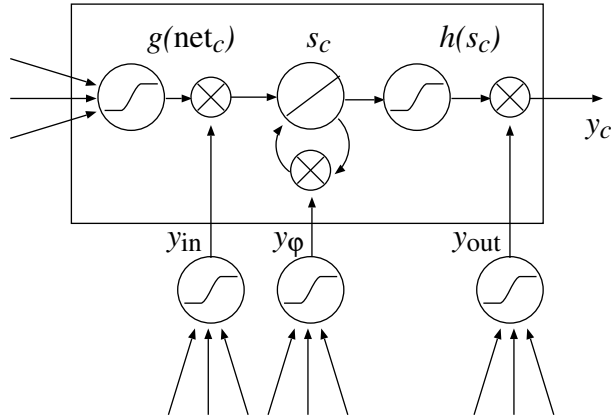 g(net_c) s_c h(s_c)
y_c
y_in y_φ y_out